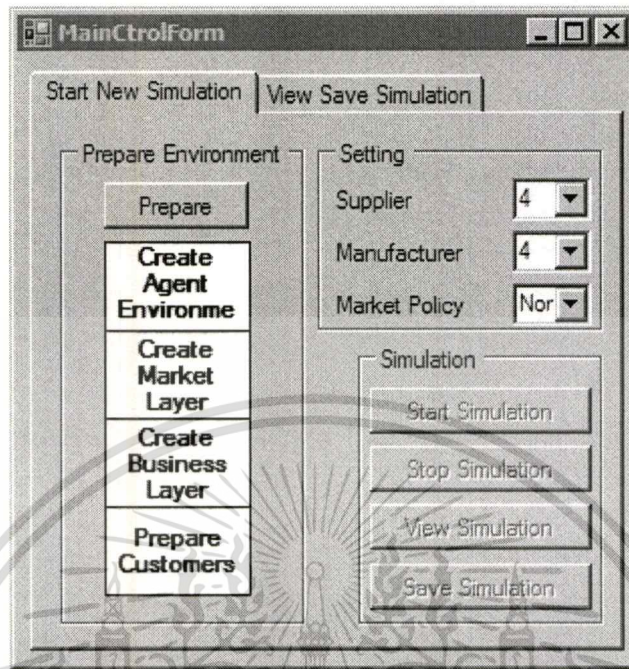 MainCtrolForm
Start New Simulation
View Save Simulation
Prepare Environment
Prepare
Create
Agent
Environme
Create
Market
Layer
Create
Business
Layer
Prepare
Customers
Setting
Supplier
4
Manufacturer
4
Market Policy
Nor
Simulation
Start Simulation
Stop Simulation
View Simulation
Save Simulation